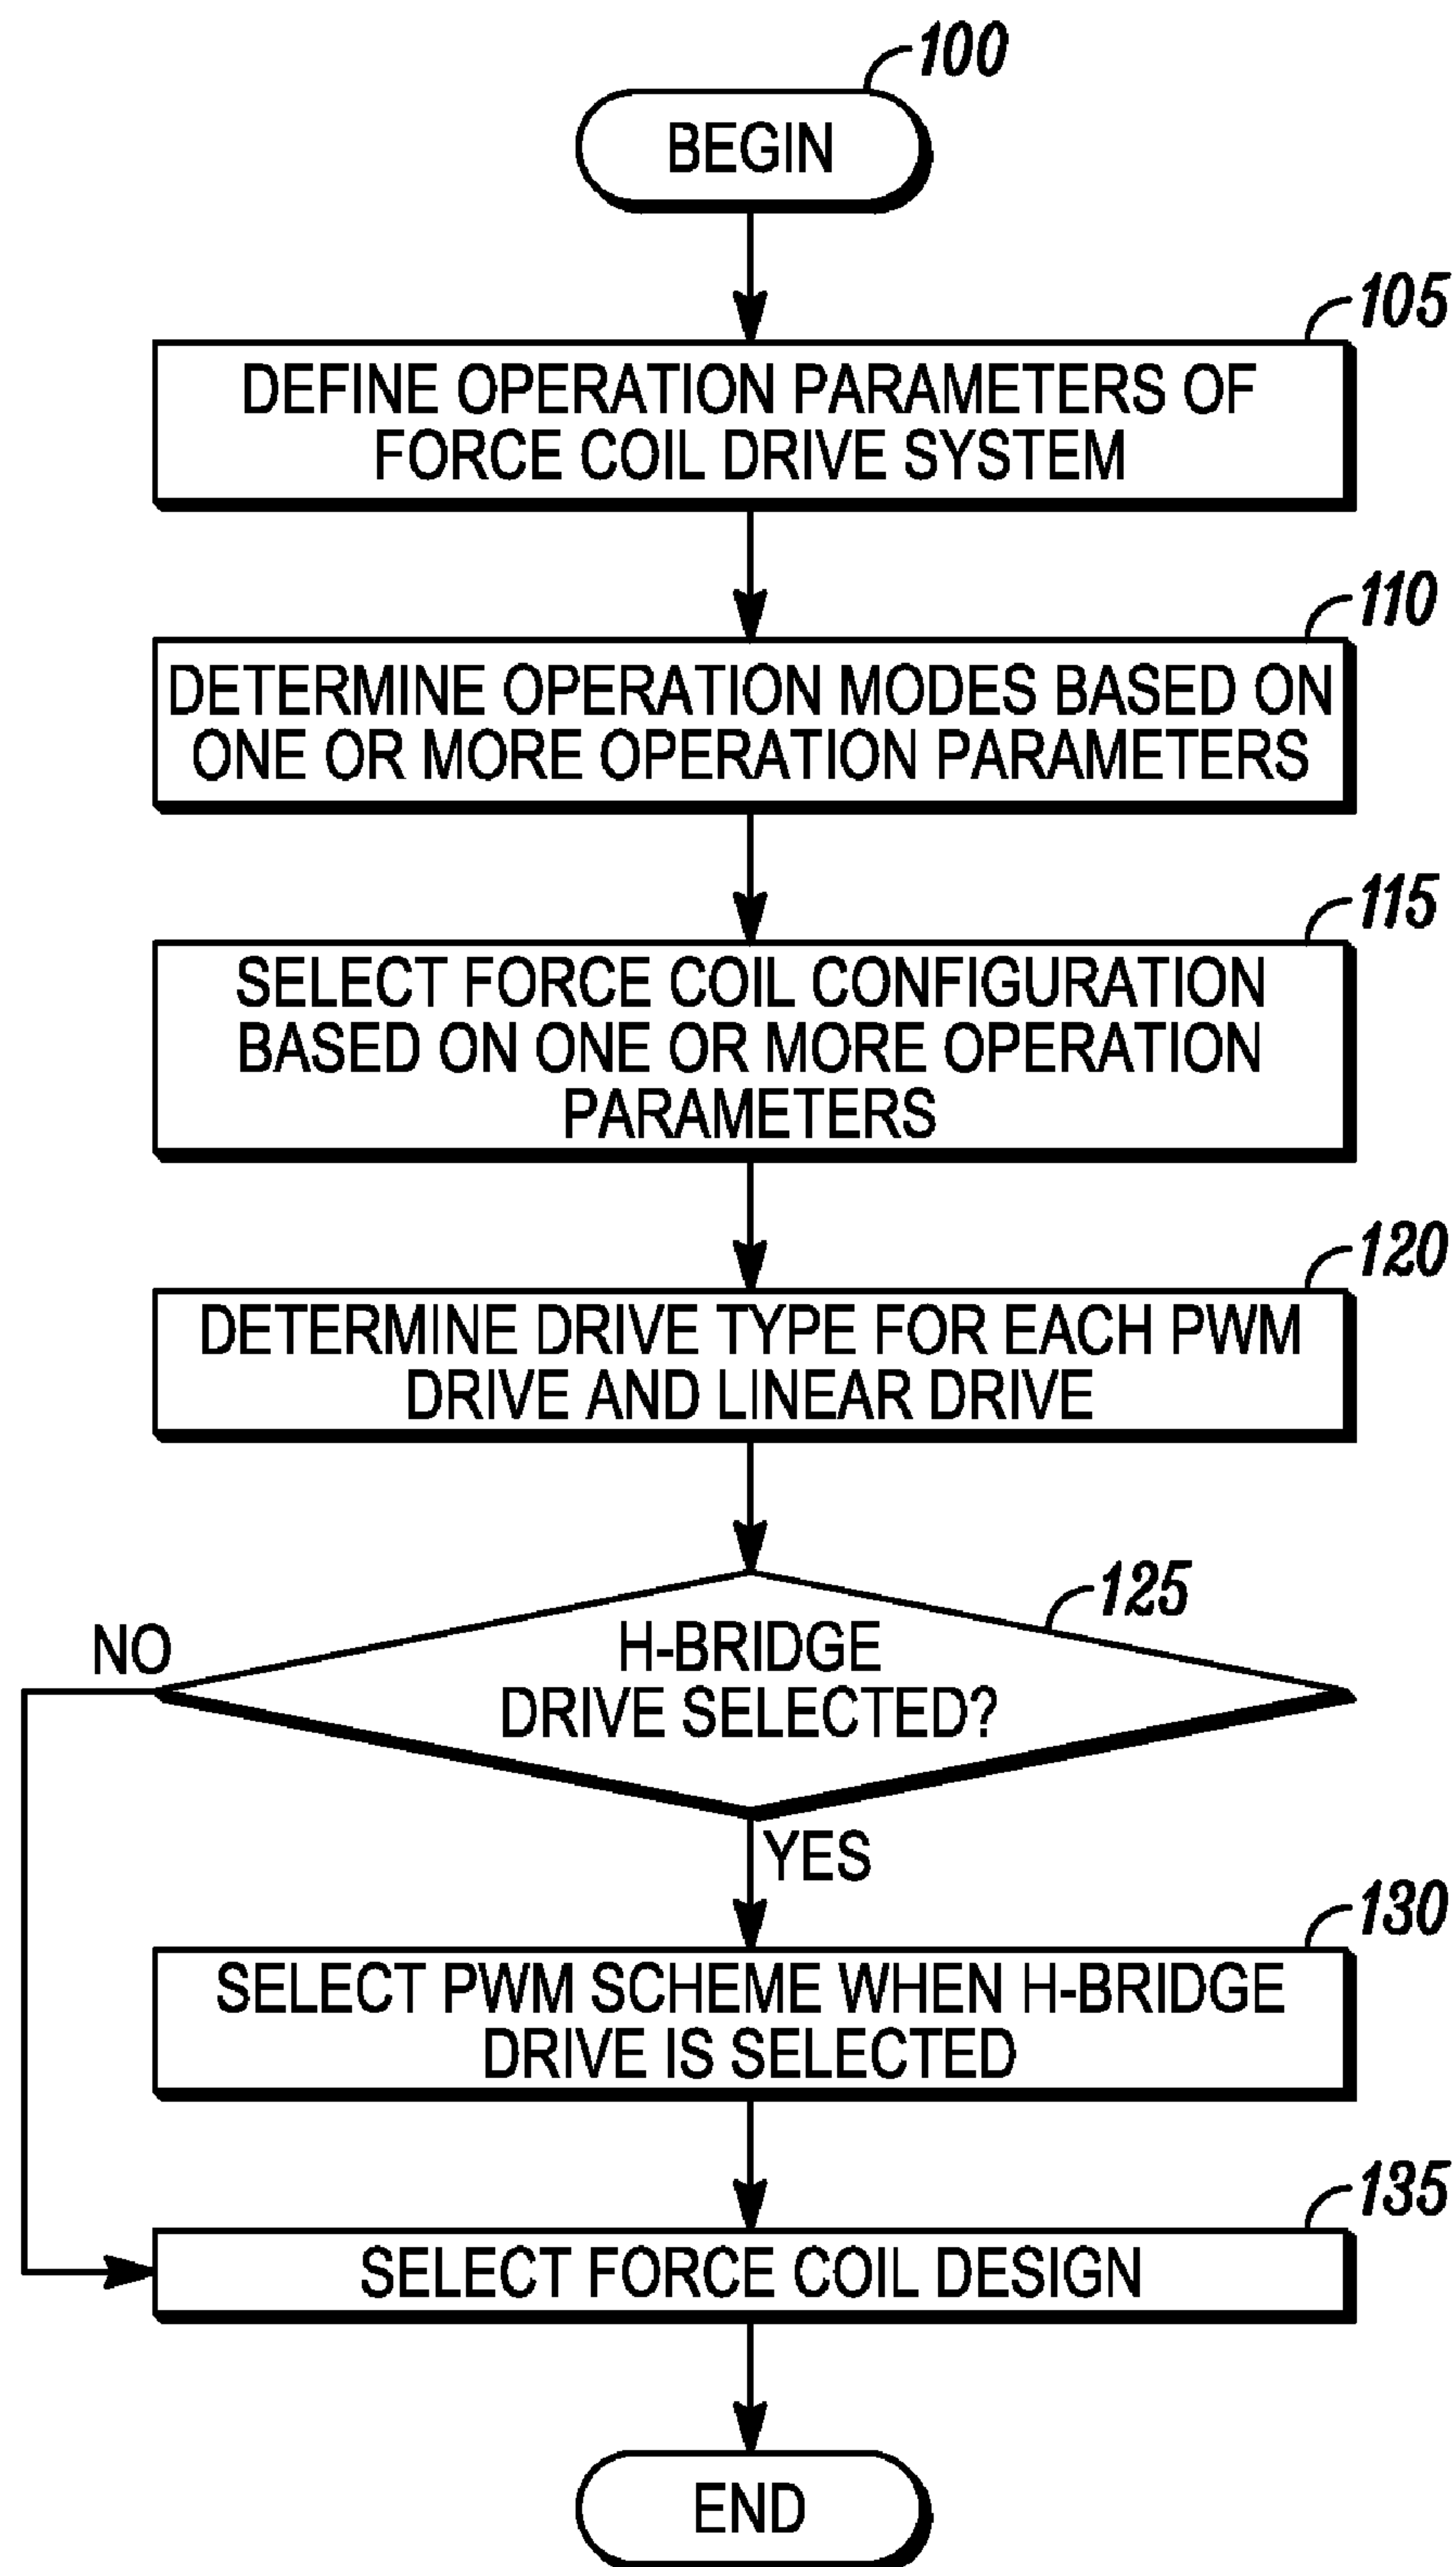 100
BEGIN
105
DEFINE OPERATION PARAMETERS OF
FORCE COIL DRIVE SYSTEM
110
DETERMINE OPERATION MODES BASED ON
ONE OR MORE OPERATION PARAMETERS
115
SELECT FORCE COIL CONFIGURATION
BASED ON ONE OR MORE OPERATION
PARAMETERS
120
DETERMINE DRIVE TYPE FOR EACH PWM
DRIVE AND LINEAR DRIVE
125
NO
H-BRIDGE
DRIVE SELECTED?
YES
130
SELECT PWM SCHEME WHEN H-BRIDGE
DRIVE IS SELECTED
135
SELECT FORCE COIL DESIGN
END